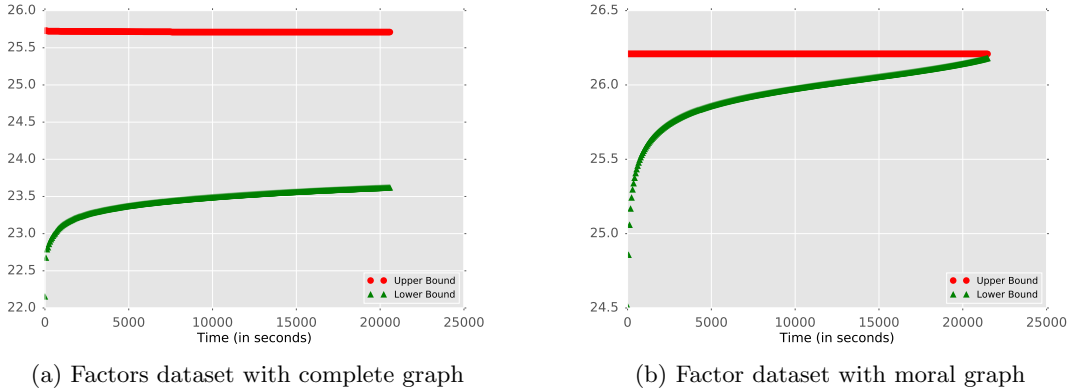 26.0
25.5
25.0
24.5
24.0
23.5
23.0
22.5
22.0
0 5000 10000 15000 20000 25000
Time (in seconds)
Upper Bound
Lower Bound
(a) Factors dataset with complete graph
26.5
26.0
25.5
25.0
24.5
0 5000 10000 15000 20000 25000
Time (in seconds)
Upper Bound
Lower Bound
(b) Factor dataset with moral graph